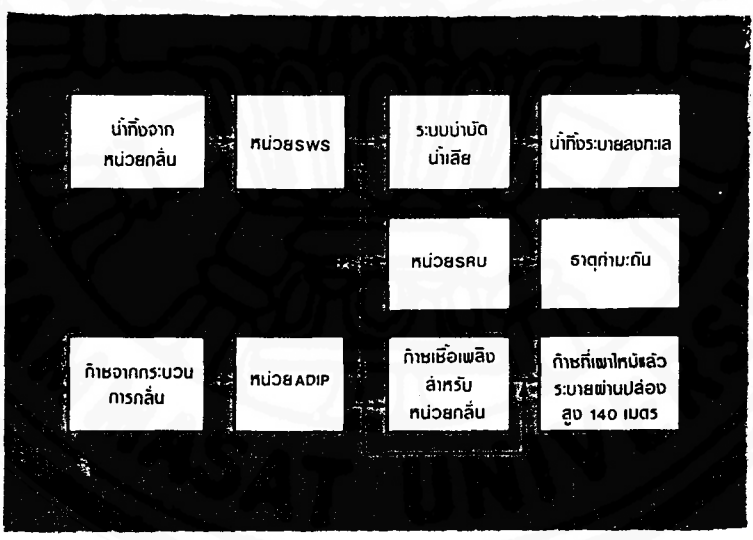 น้ำทิ้งจาก
หน่วยกลั่น
หน่วยSWS
ระบบบำบัด
น้ำเสีย
น้ำทิ้งระบายลงทะเล
หน่วยSRU
ธาตุกำมะถัน
ก๊าซจากกระบวน
การกลั่น
หน่วยADIP
ก๊าซเชื้อเพลิง
สำหรับ
หน่วยกลั่น
ก๊าซที่เผาไหม้แล้ว
ระบายผ่านปล่อง
สูง 140 เมตร